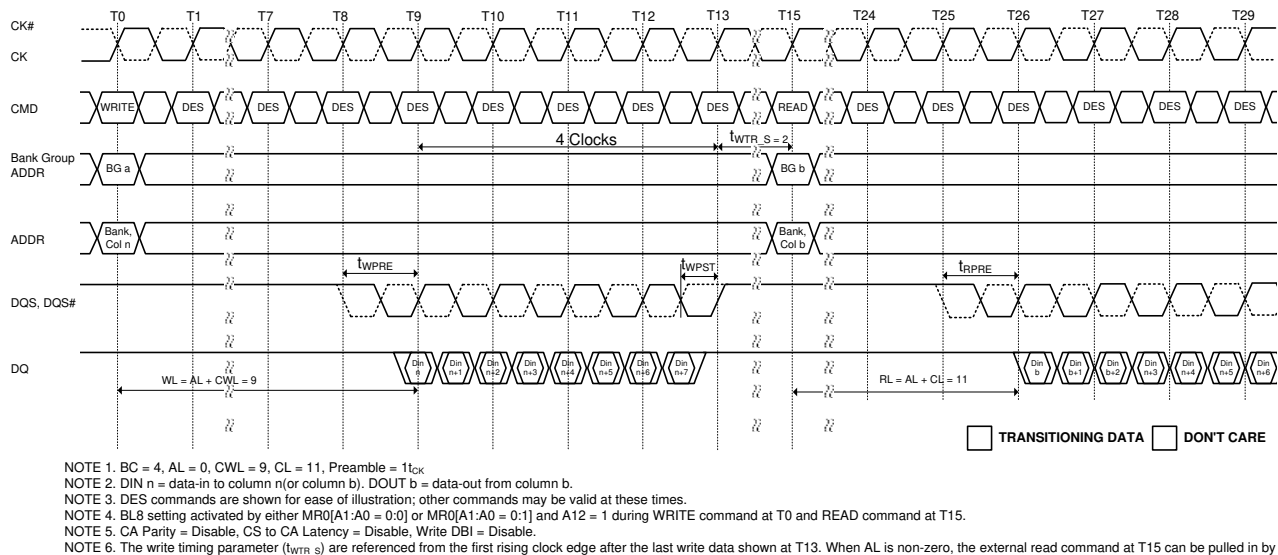 T0 T1 T7 T8 T9 T10 T11 T12 T13 T15 T24 T25 T26 T27 T28 T29
CK#
CK
CMD WRITE DES DES DES DES DES DES DES DES READ DES DES DES DES DES DES
4 Clocks tWTR_S = 2
Bank Group
ADDR BG a BG b
ADDR Bank, Col n Bank, Col b
tWPRE tWPST tRPRE
DQS, DQS#
DQ Din n Din n+1 Din n+2 Din n+3 Din n+4 Din n+5 Din n+6 Din n+7 Din b Din b+1 Din b+2 Din n+3 Din n+4 Din n+5 Din n+6
WL = AL + CWL = 9 RL = AL + CL = 11
TRANSITIONING DATA DON'T CARE
NOTE 1. BC = 4, AL = 0, CWL = 9, CL = 11, Preamble = 1tCK
NOTE 2. DIN n = data-in to column n(or column b). DOUT b = data-out from column b.
NOTE 3. DES commands are shown for ease of illustration; other commands may be valid at these times.
NOTE 4. BL8 setting activated by either MR0[A1:A0 = 0:0] or MR0[A1:A0 = 0:1] and A12 = 1 during WRITE command at T0 and READ command at T15.
NOTE 5. CA Parity = Disable, CS to CA Latency = Disable, Write DBI = Disable.
NOTE 6. The write timing parameter (tWTR_S) are referenced from the first rising clock edge after the last write data shown at T13. When AL is non-zero, the external read command at T15 can be pulled in by